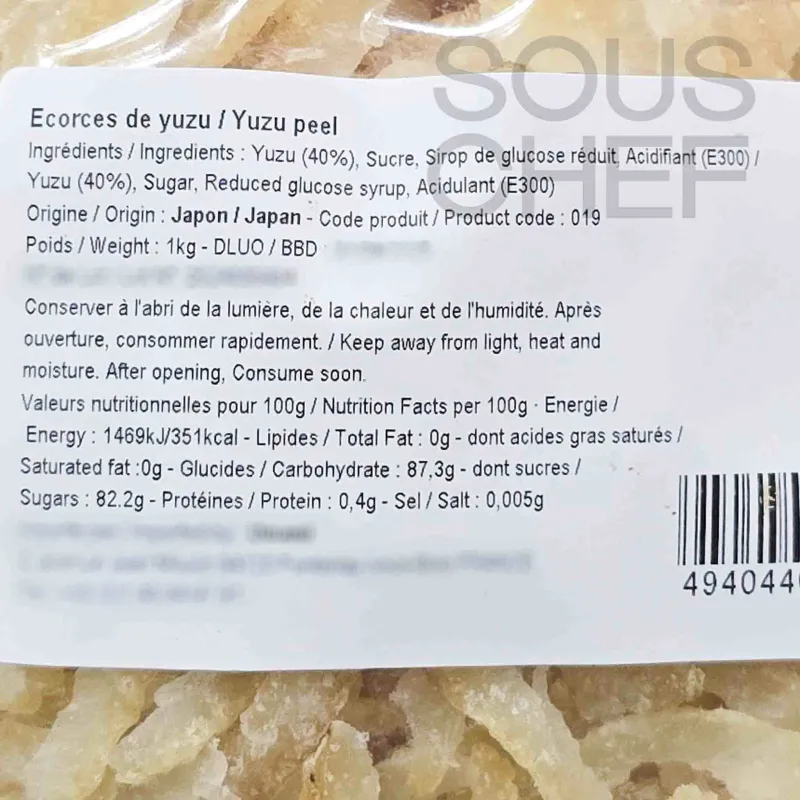 SOUS
CHEF
Ecorces de yuzu / Yuzu peel
Ingrédients / Ingredients : Yuzu (40%), Sucre, Sirop de glucose réduit, Acidifiant (E300) /
Yuzu (40%), Sugar, Reduced glucose syrup, Acidulant (E300)
Origine / Origin : Japon / Japan - Code produit / Product code : 019
Poids / Weight : 1kg - DLUO / BBD
Conserver à l'abri de la lumière, de la chaleur et de l'humidité. Après
ouverture, consommer rapidement. / Keep away from light, heat and
moisture. After opening, Consume soon.
Valeurs nutritionnelles pour 100g / Nutrition Facts per 100g · Energie /
Energy : 1469kJ/351kcal - Lipides / Total Fat : 0g - dont acides gras saturés /
Saturated fat :0g - Glucides / Carbohydrate : 87,3g - dont sucres /
Sugars : 82.2g - Protéines / Protein : 0,4g - Sel / Salt : 0,005g
494044